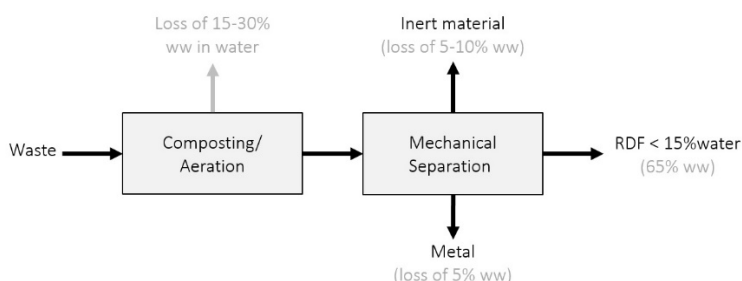 Loss of 15-30%
ww in water
Inert material
(loss of 5-10% ww)
Waste
Composting/
Aeration
Mechanical
Separation
RDF < 15%water
(65% ww)
Metal
(loss of 5% ww)